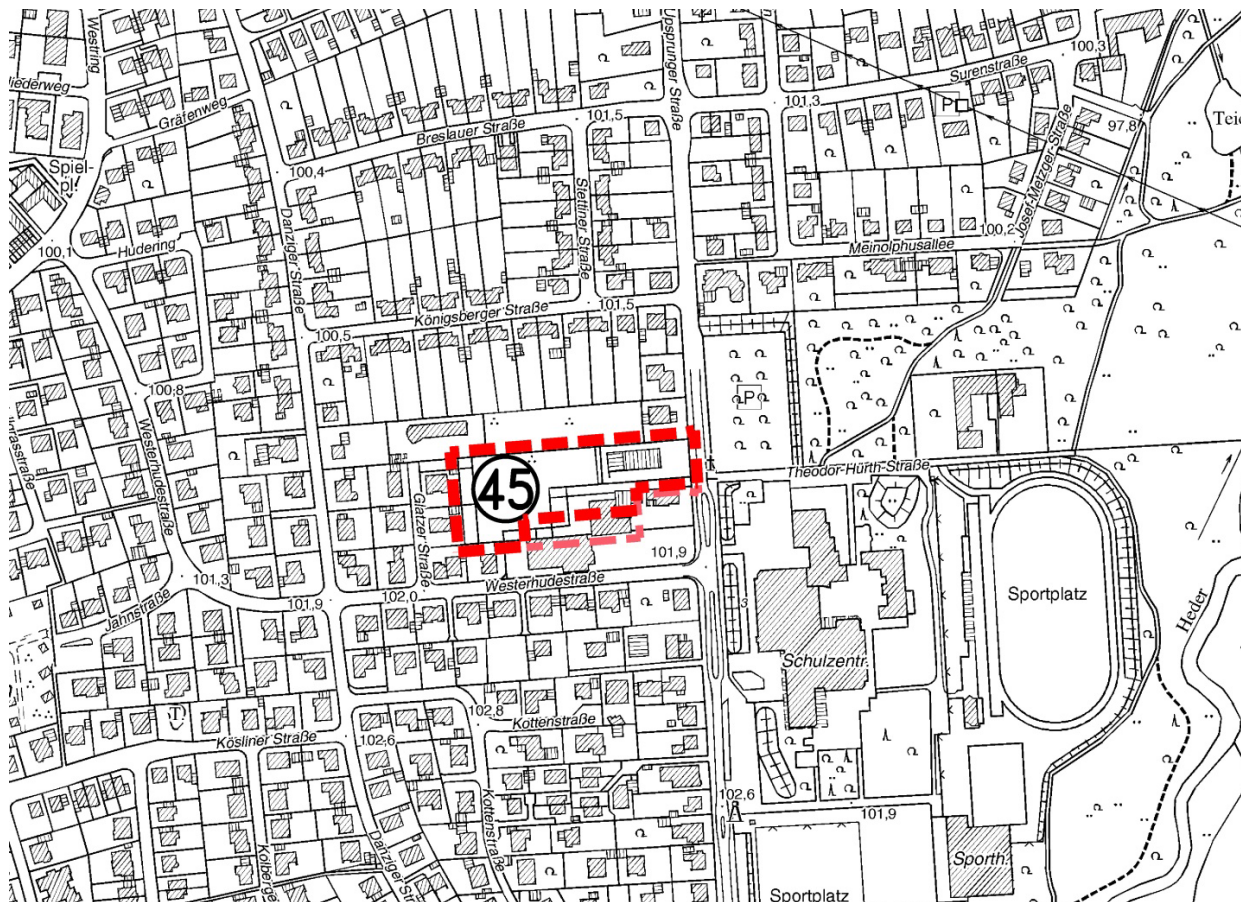 Westring
Gräfenweg
Spiel-
pl.
Breslauer Straße
101,5
Upsprunger Straße
Surenstraße
100,3
101,3
P
97,8
Josef-Metzger-Straße
100,4
Stettiner Straße
Danziger Straße
100,1
Hudering
Meinolphusallee
100,2
Königsberger Straße
101,5
100,5
100,8
P
Westerhudestraße
Theodor-Hürth-Straße
45
Glatzer Straße
101,9
Westerhudestraße
101,3
101,9
102,0
Jahnstraße
Sportplatz
Heder
Schulzentr.
102,8
Kottenstraße
Kösliner Straße
102,6
102,6
101,9
Kottenstraße
Danziger Str
Kolberger
Sporth.
Sportplatz